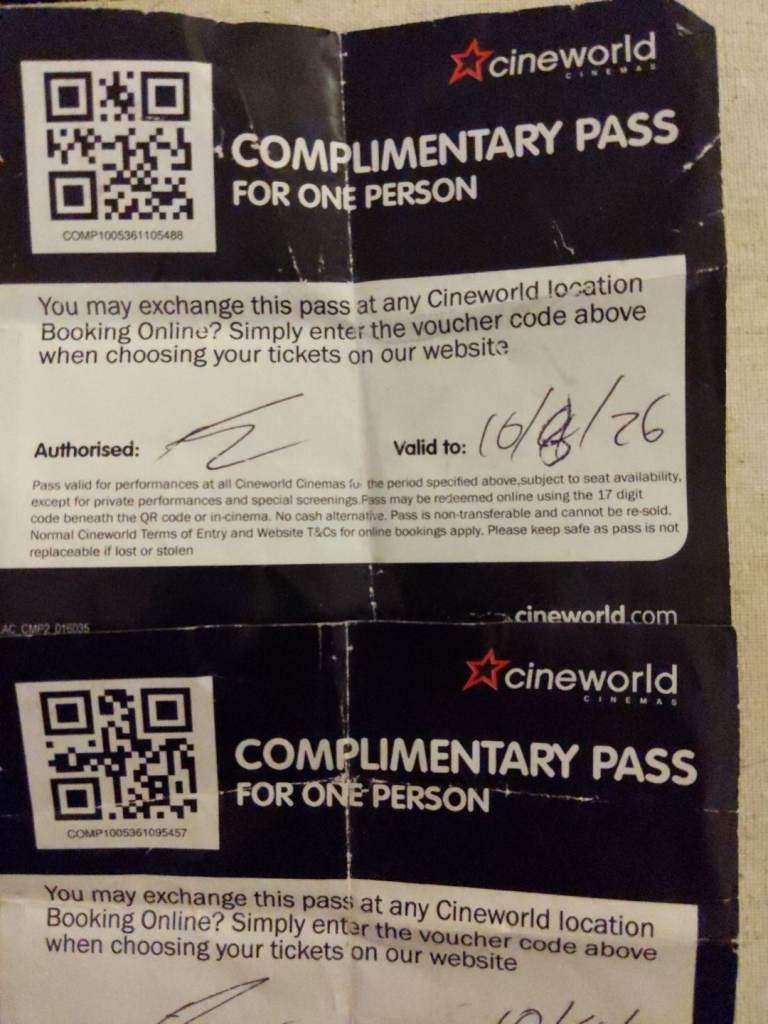 cineworld
CINEMAS
COMPLIMENTARY PASS
FOR ONE PERSON
COMP1005361105488
You may exchange this pass at any Cineworld location
Booking Online? Simply enter the voucher code above
when choosing your tickets on our website
Authorised:
Valid to: 10/ /26
Pass valid for performances at all Cineworld Cinemas for the period specified above,subject to seat availability,
except for private performances and special screenings.Pass may be redeemed online using the 17 digit
code beneath the QR code or in-cinema. No cash alternative. Pass is non-transferable and cannot be re-sold.
Normal Cineworld Terms of Entry and Website T&Cs for online bookings apply. Please keep safe as pass is not
replaceable if lost or stolen
cineworld.com
AC_CMP2_016035
cineworld
CINEMAS
COMPLIMENTARY PASS
FOR ONE PERSON
COMP1005361095457
You may exchange this pass at any Cineworld location
Booking Online? Simply enter the voucher code above
when choosing your tickets on our website